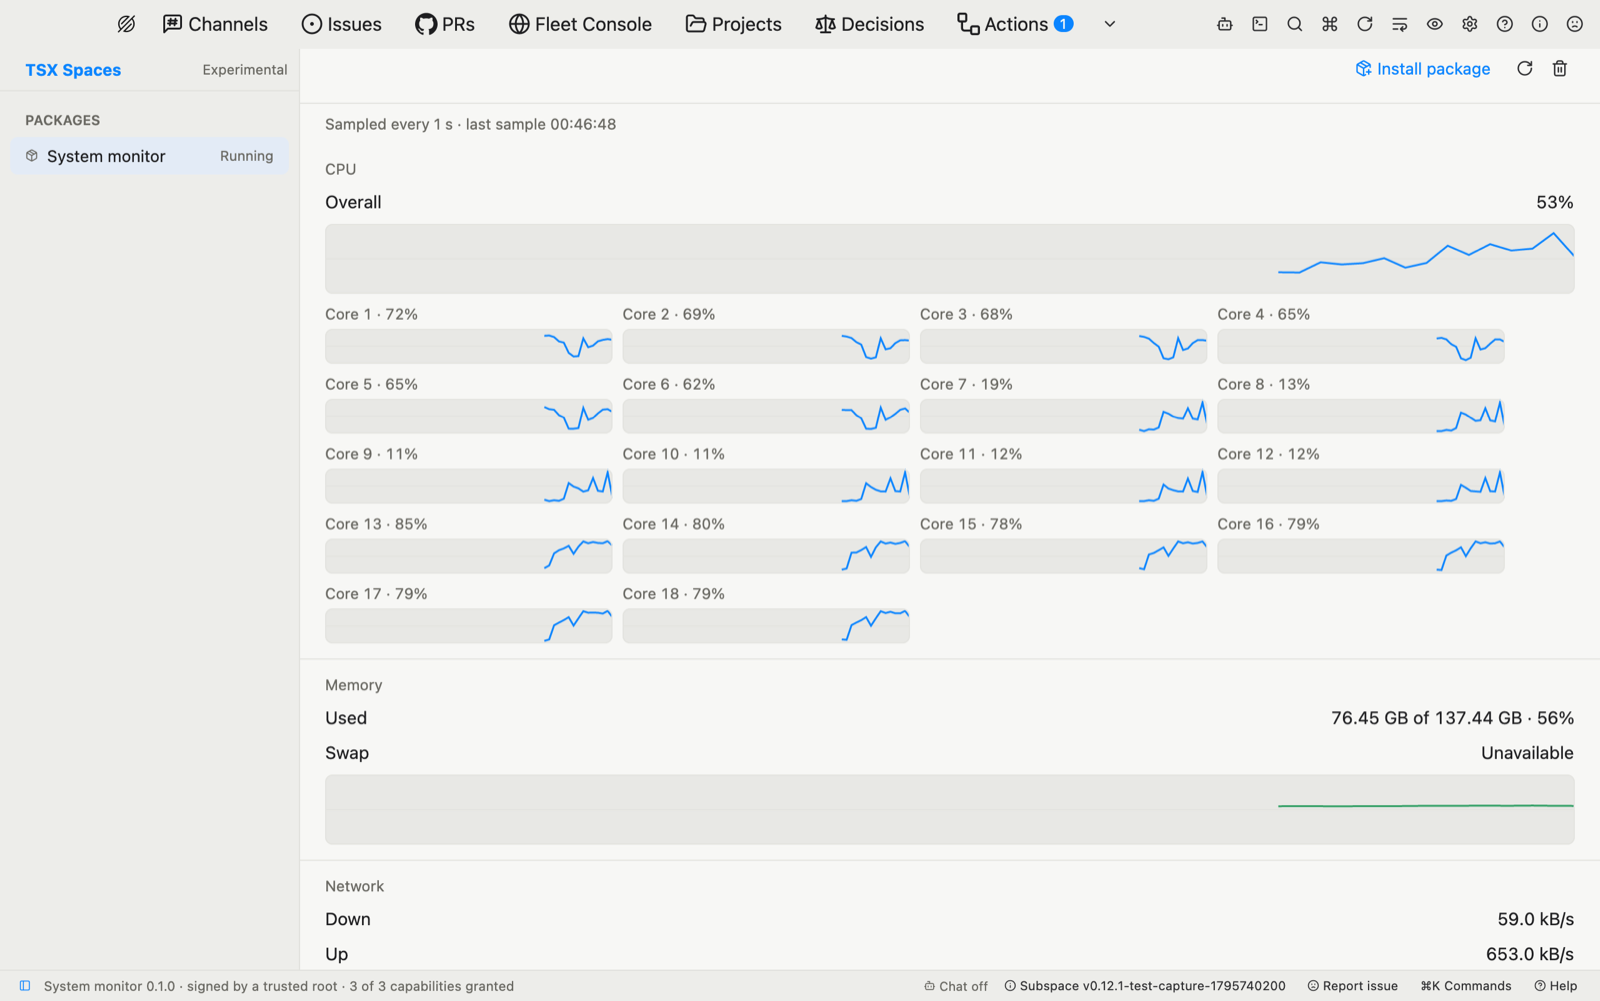 Channels Issues PRs Fleet Console Projects Decisions Actions 1
TSX Spaces Experimental
Install package
PACKAGES
System monitor Running
Sampled every 1 s · last sample 00:46:48
CPU
Overall 53%
Core 1 · 72% Core 2 · 69% Core 3 · 68% Core 4 · 65%
Core 5 · 65% Core 6 · 62% Core 7 · 19% Core 8 · 13%
Core 9 · 11% Core 10 · 11% Core 11 · 12% Core 12 · 12%
Core 13 · 85% Core 14 · 80% Core 15 · 78% Core 16 · 79%
Core 17 · 79% Core 18 · 79%
Memory
Used 76.45 GB of 137.44 GB · 56%
Swap Unavailable
Network
Down 59.0 kB/s
Up 653.0 kB/s
System monitor 0.1.0 · signed by a trusted root · 3 of 3 capabilities granted Chat off Subspace v0.12.1-test-capture-1795740200 Report issue ⌘K Commands Help